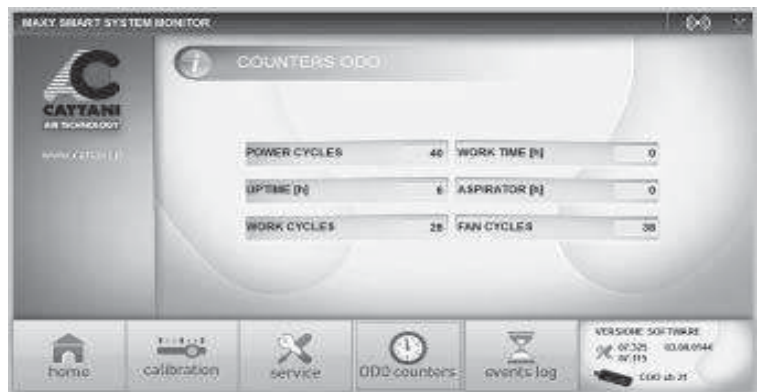 MAXY SMART SYSTEM MONITOR
CATTANI
AIR TECHNOLOGY
COUNTERS ODO
POWER CYCLES 40 WORK TIME [h] 0
UPTIME [h] 6 ASPIRATOR [h] 0
WORK CYCLES 28 FAN CYCLES 38
home calibration service ODO counters events log
VERSIONE SOFTWARE